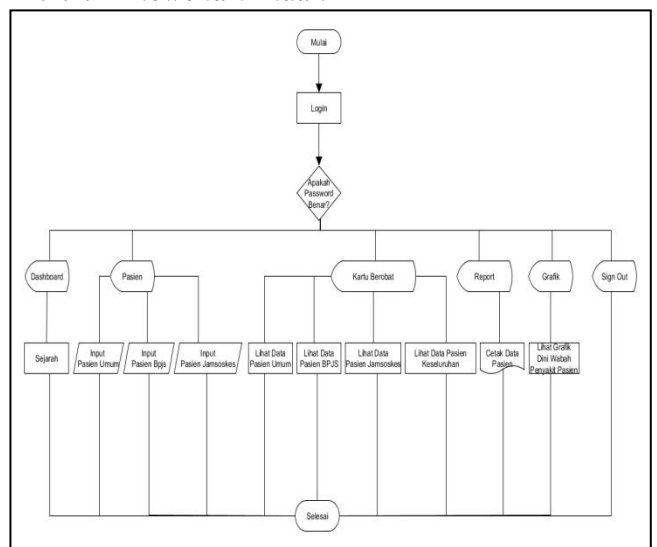 Mulai
Login
Apakah
Password
Benar?
Dashboard
Pasien
Kartu Berobat
Report
Grafik
Sign Out
Sejarah
Input
Pasien Umum
Input
Pasien Bpjs
Input
Pasien Jamsoskes
Lihat Data
Pasien Umum
Lihat Data
Pasien BPJS
Lihat Data
Pasien Jamsoskes
Lihat Data Pasien
Keseluruhan
Cetak Data
Pasien
Lihat Grafik
Dini Wabah
Penyakit Pasien
Selesai